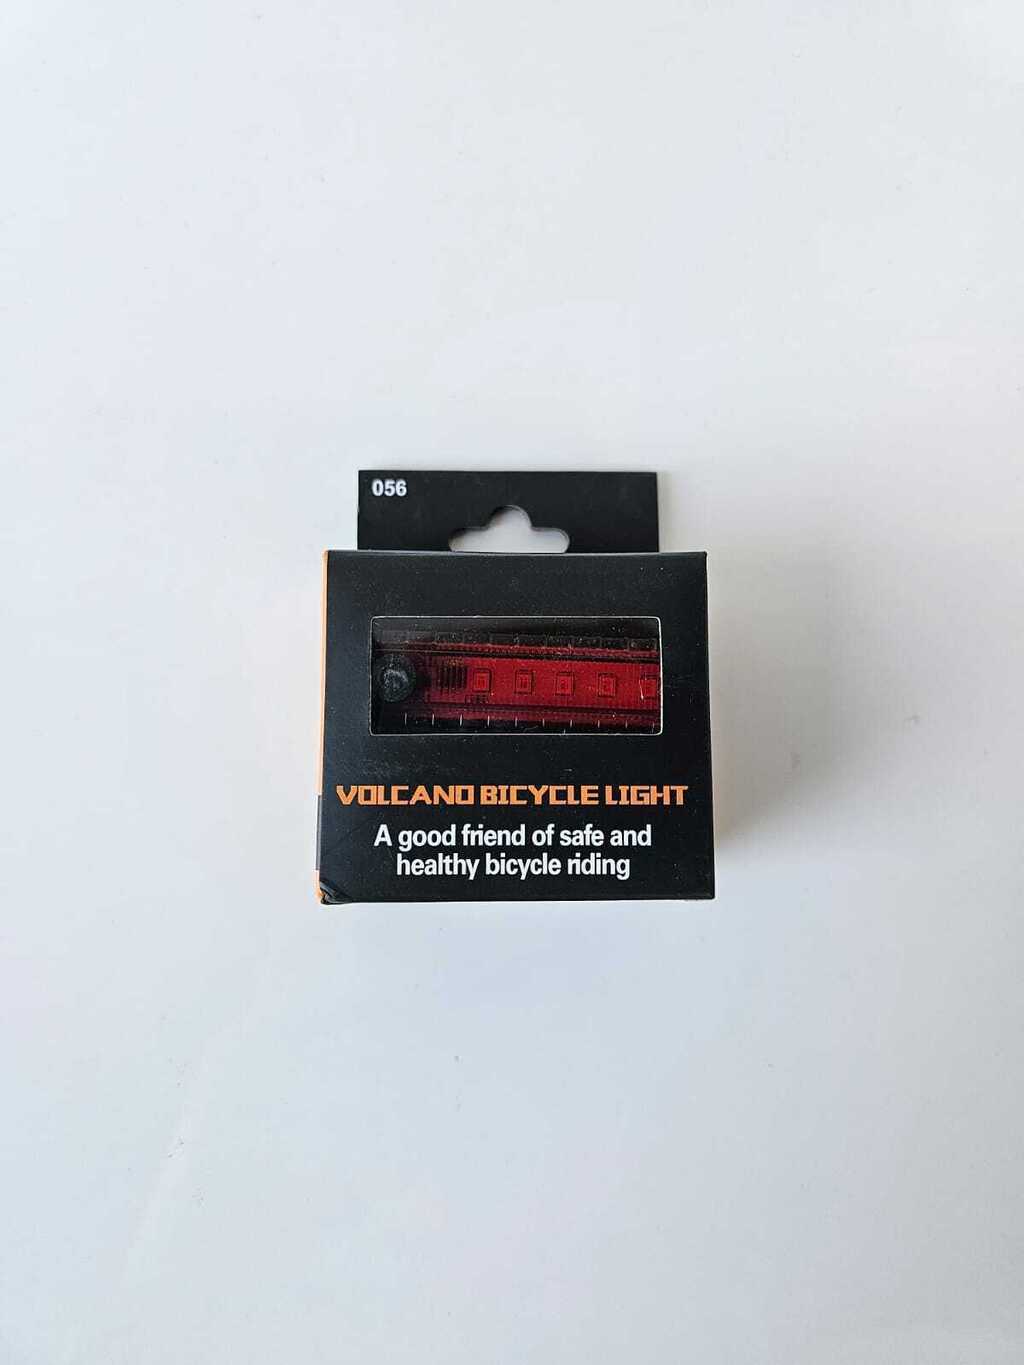 056
VOLCANO BICYCLE LIGHT
A good friend of safe and
healthy bicycle riding